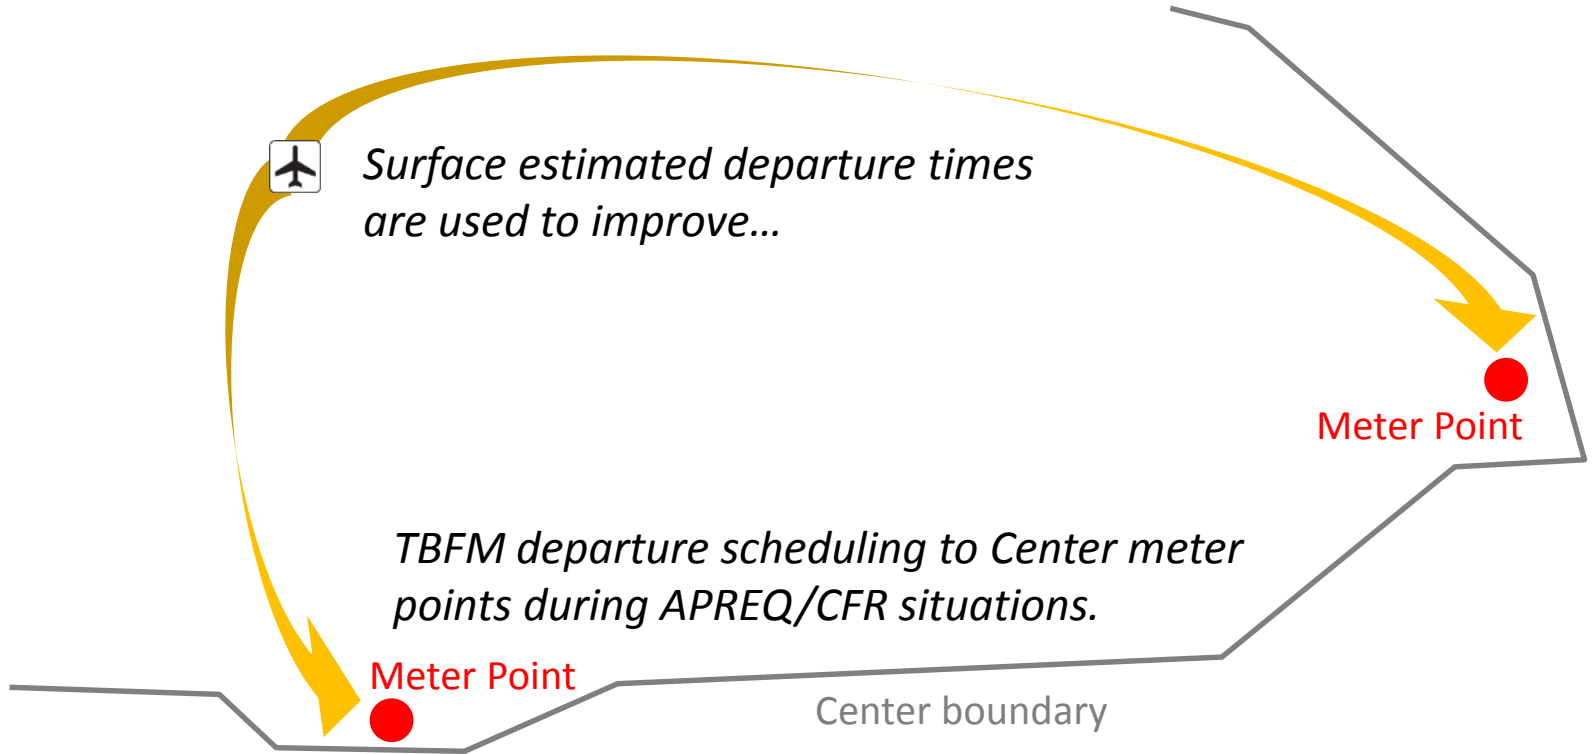 Surface estimated departure times
are used to improve…
Meter Point
TBFM departure scheduling to Center meter
points during APREQ/CFR situations.
Meter Point
Center boundary